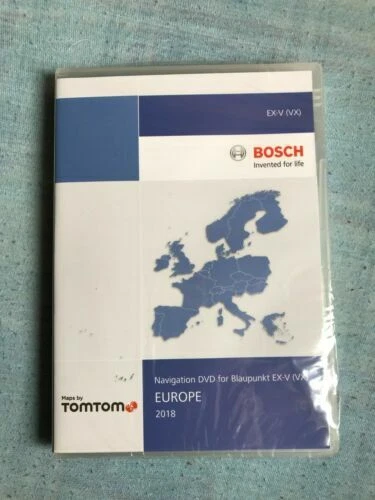 EX-V (VX)
BOSCH
Invented for life
Navigation DVD for Blaupunkt EX-V (VX
EUROPE
2018
Maps by
TOMTOM